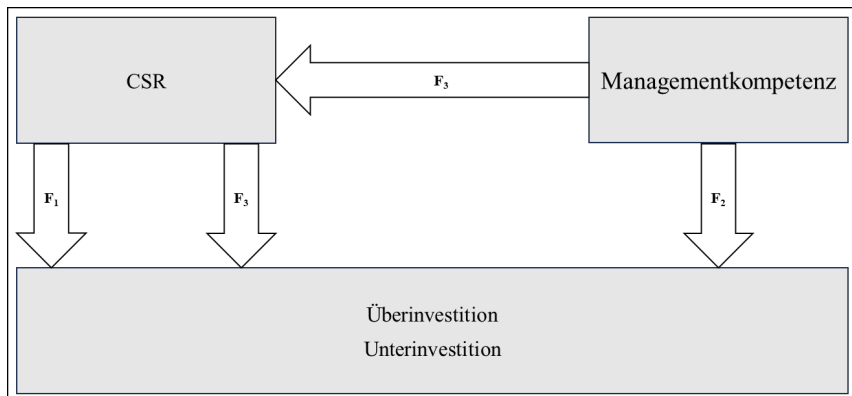 CSR
F₃
Managementkompetenz
F₁
F₃
F₂
Überinvestition
Unterinvestition